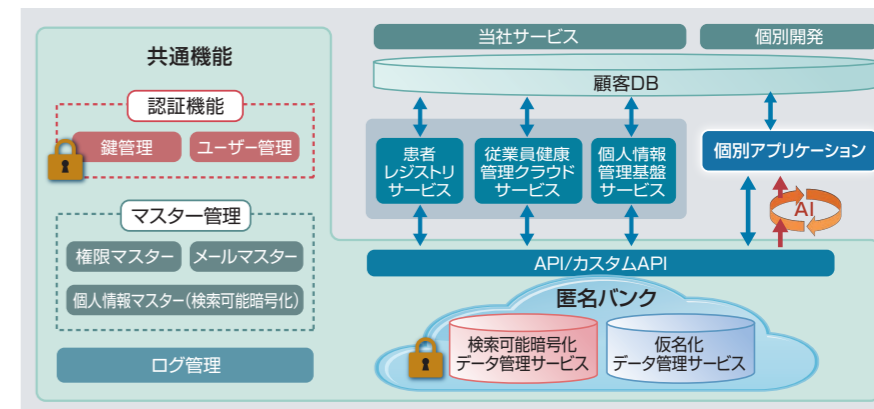 共通機能
認証機能
鍵管理
ユーザー管理
マスター管理
権限マスター
メールマスター
個人情報マスター(検索可能暗号化)
ログ管理
当社サービス
個別開発
顧客DB
患者
レジストリ
サービス
従業員健康
管理クラウド
サービス
個人情報
管理基盤
サービス
個別アプリケーション
AI
API/カスタムAPI
匿名バンク
検索可能暗号化
データ管理サービス
仮名化
データ管理サービス